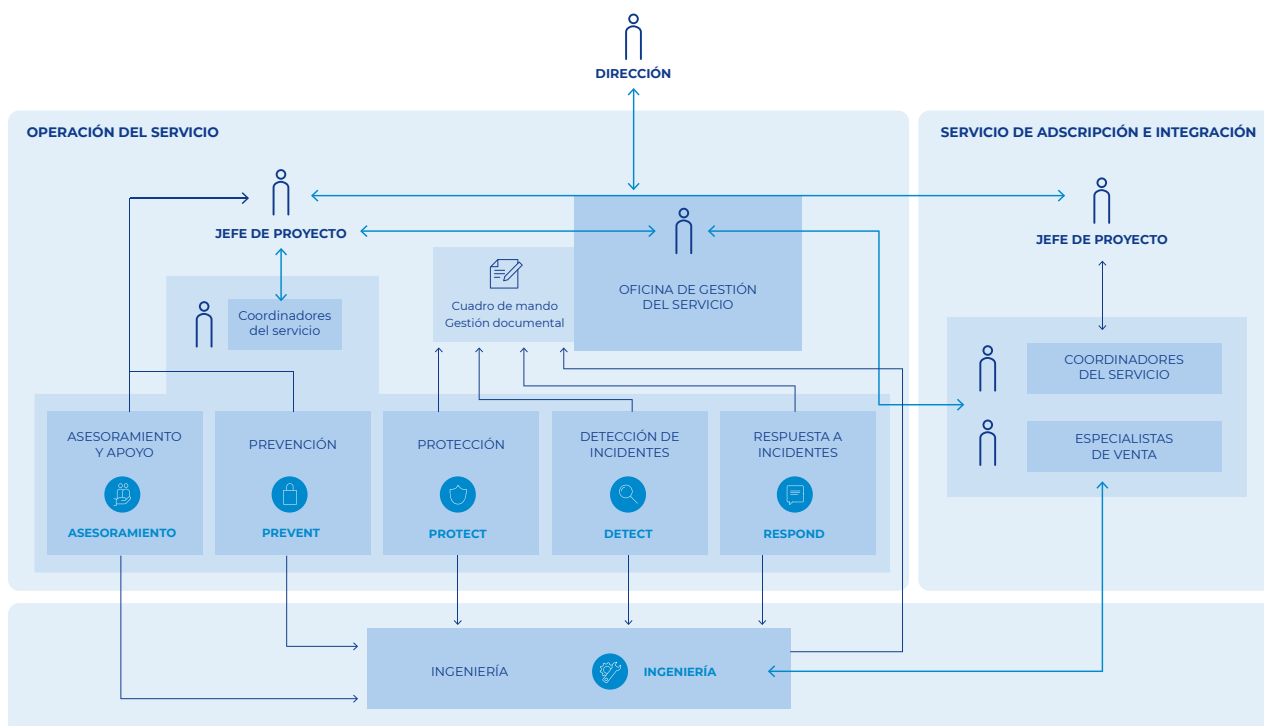 DIRECCIÓN
OPERACIÓN DEL SERVICIO
SERVICIO DE ADSCRIPCIÓN E INTEGRACIÓN
JEFE DE PROYECTO
JEFE DE PROYECTO
Cuadro de mando
Gestión documental
OFICINA DE GESTIÓN
DEL SERVICIO
Coordinadores
del servicio
COORDINADORES
DEL SERVICIO
ESPECIALISTAS
DE VENTA
ASESORAMIENTO
Y APOYO
ASESORAMIENTO
PREVENCIÓN
PREVENT
PROTECCIÓN
PROTECT
DETECCIÓN DE
INCIDENTES
DETECT
RESPUESTA A
INCIDENTES
RESPOND
INGENIERÍA
INGENIERÍA